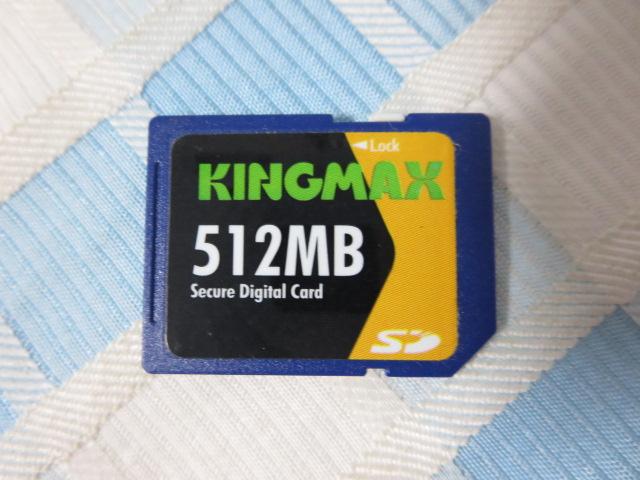 ◄Lock
KINGMAX
512MB
Secure Digital Card
SD